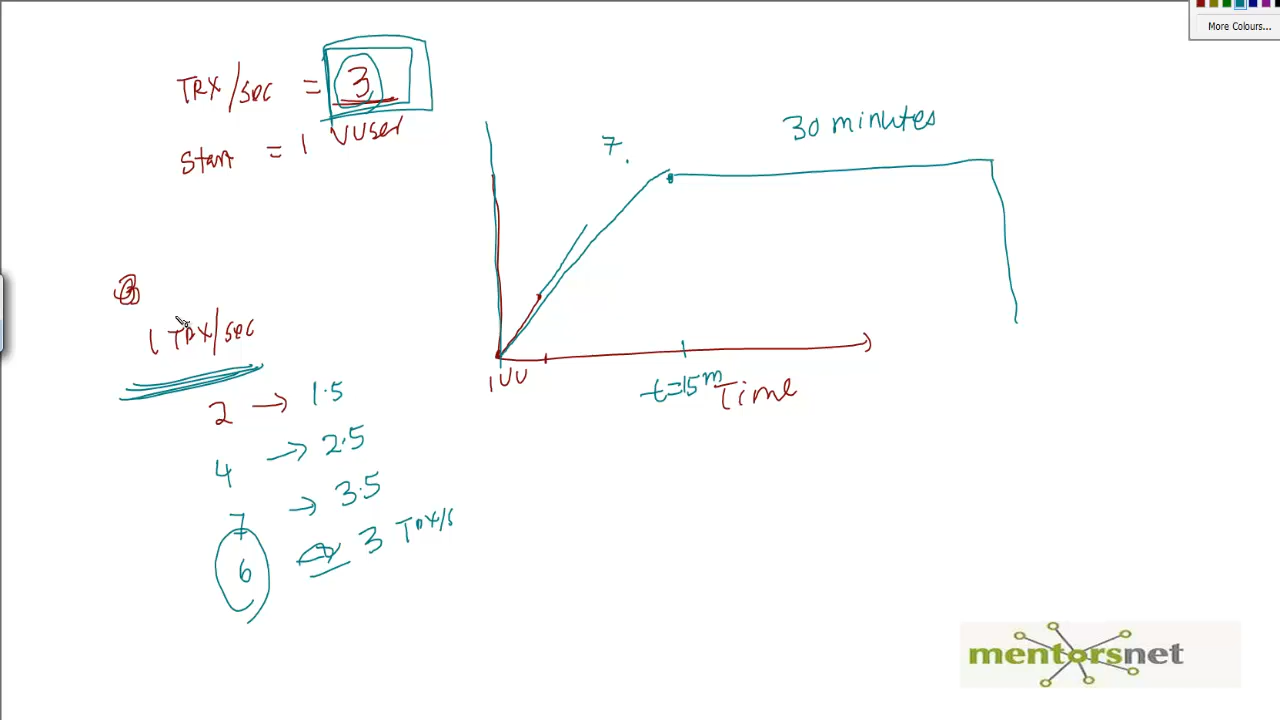 More Colours...
TRX/sec = 3
Start = 1 VUser
1 TRX/sec
2 → 1.5
4 → 2.5
7 → 3.5
6 → 3 TRX/s
7.
30 minutes
1VU
t=15m
Time
mentorsnet